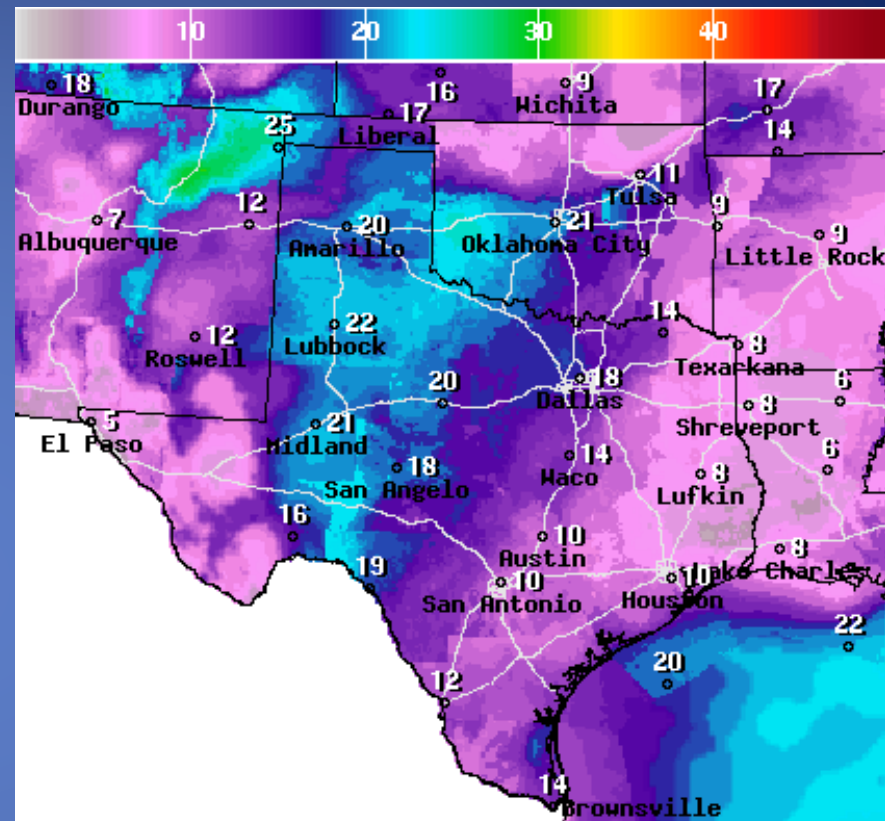 10 20 30 40
18
16
9
17
Durango
Liberal
17
Wichita
25
14
11
Tulsa
7
12
20
21
9
9
Albuquerque
Amarillo
Oklahoma City
Little Rock
12
22
14
8
Roswell
Lubbock
Texarkana
18
20
Dallas
6
5
21
8
El Paso
Midland
Shreveport
18
14
8
6
San Angelo
Waco
Lufkin
16
10
8
Austin
19
10
10
Lake Charles
San Antonio
Houston
22
20
12
14
Brownsville